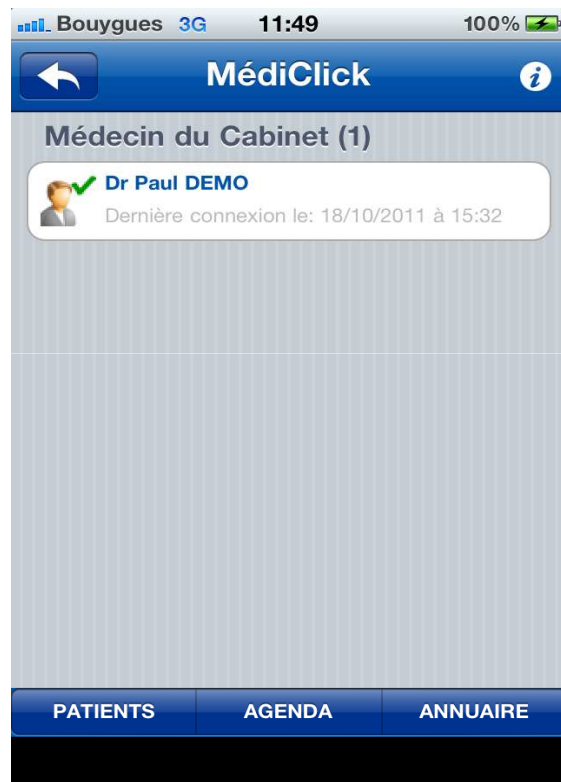 Bouygues 3G 11:49 100%
MédiClick
Médecin du Cabinet (1)
Dr Paul DEMO
Dernière connexion le: 18/10/2011 à 15:32
PATIENTS AGENDA ANNUAIRE